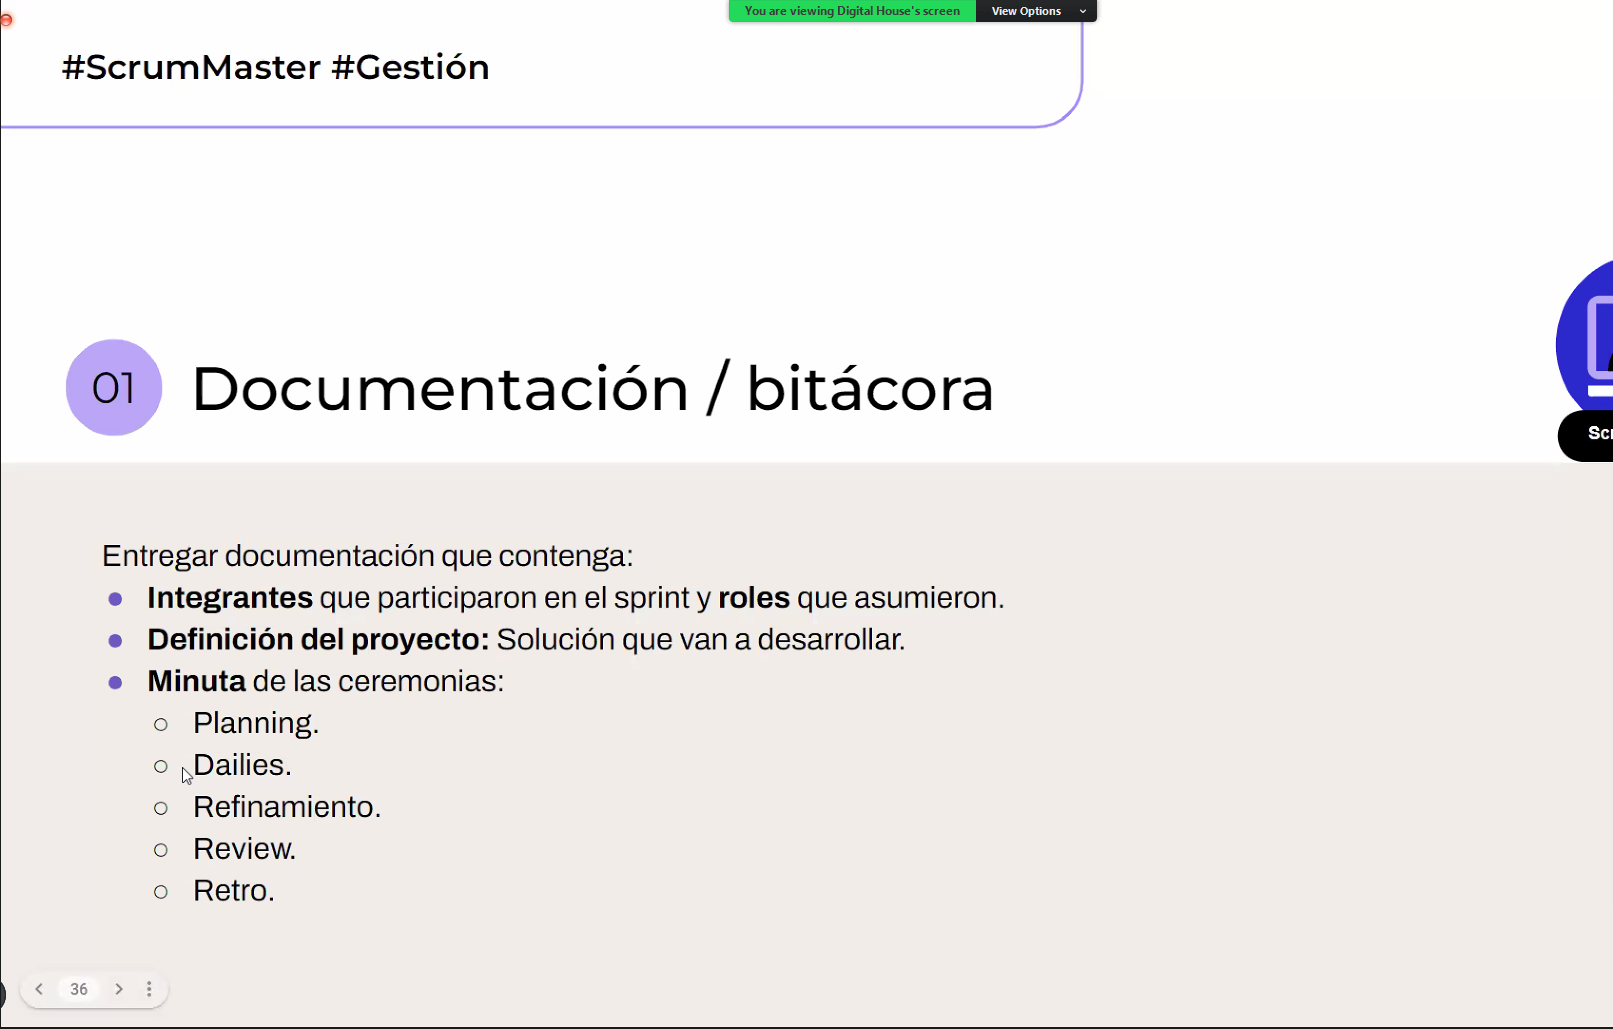 You are viewing Digital House's screen
View Options
#ScrumMaster #Gestión
01
Documentación / bitácora
Entregar documentación que contenga:
Integrantes que participaron en el sprint y roles que asumieron.
Definición del proyecto: Solución que van a desarrollar.
Minuta de las ceremonias:
Planning.
Dailies.
Refinamiento.
Review.
Retro.
36